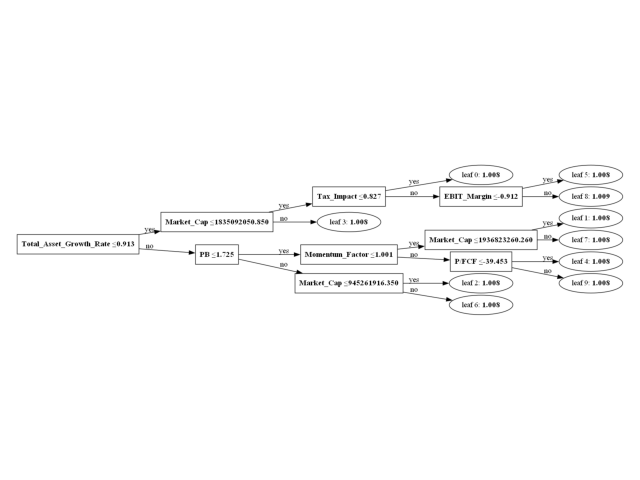 yes
leaf 0: 1.008
yes
leaf 5: 1.008
Tax_Impact ≤0.827
no
EBIT_Margin ≤-0.912
no
leaf 8: 1.009
yes
Market_Cap ≤1835092050.850
no
leaf 3: 1.008
yes
leaf 1: 1.008
yes
Total_Asset_Growth_Rate ≤0.913
no
yes
Market_Cap ≤1936823260.260
no
leaf 7: 1.008
PB ≤1.725
yes
Momentum_Factor ≤1.001
no
P/FCF ≤-39.453
yes
leaf 4: 1.008
no
no
leaf 9: 1.008
Market_Cap ≤945261916.350
yes
leaf 2: 1.008
no
leaf 6: 1.008